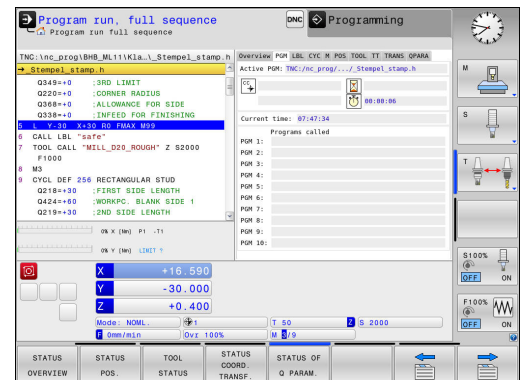 Program run, full sequence
Program run full sequence
DNC
Programming
TNC:\nc_prog\BHB_ML11\Kla…\_Stempel_stamp.h
→_Stempel_stamp.h
Q349=+0 ;3RD LIMIT
Q220=+0 ;CORNER RADIUS
Q368=+0 ;ALLOWANCE FOR SIDE
Q338=+0 ;INFEED FOR FINISHING
5 L Y-30 X+30 R0 FMAX M99
6 CALL LBL "safe"
7 TOOL CALL "MILL_D20_ROUGH" Z S2000
F1000
8 M3
9 CYCL DEF 256 RECTANGULAR STUD
Q218=+30 ;FIRST SIDE LENGTH
Q424=+60 ;WORKPC. BLANK SIDE 1
Q219=+30 ;2ND SIDE LENGTH
0% X [Nm] P1 -T1
0% Y [Nm] LIMIT 1
Overview PGM LBL CYC M POS TOOL TT TRANS QPARA
Active PGM: TNC:/nc_prog/.../_Stempel_stamp.h
CC
00:00:06
Current time: 07:47:34
Programs called
PGM 1:
PGM 2:
PGM 3:
PGM 4:
PGM 5:
PGM 6:
PGM 7:
PGM 8:
PGM 9:
PGM 10:
X +16.590
Y -30.000
Z +0.400
Mode: NOML. 1 T 50 Z S 2000
F 0mm/min Ovr 100% M 3/9
M
S
T
S100%
OFF ON
F100%
OFF ON
STATUS OVERVIEW
STATUS POS.
TOOL STATUS
STATUS COORD. TRANSF.
STATUS OF Q PARAM.